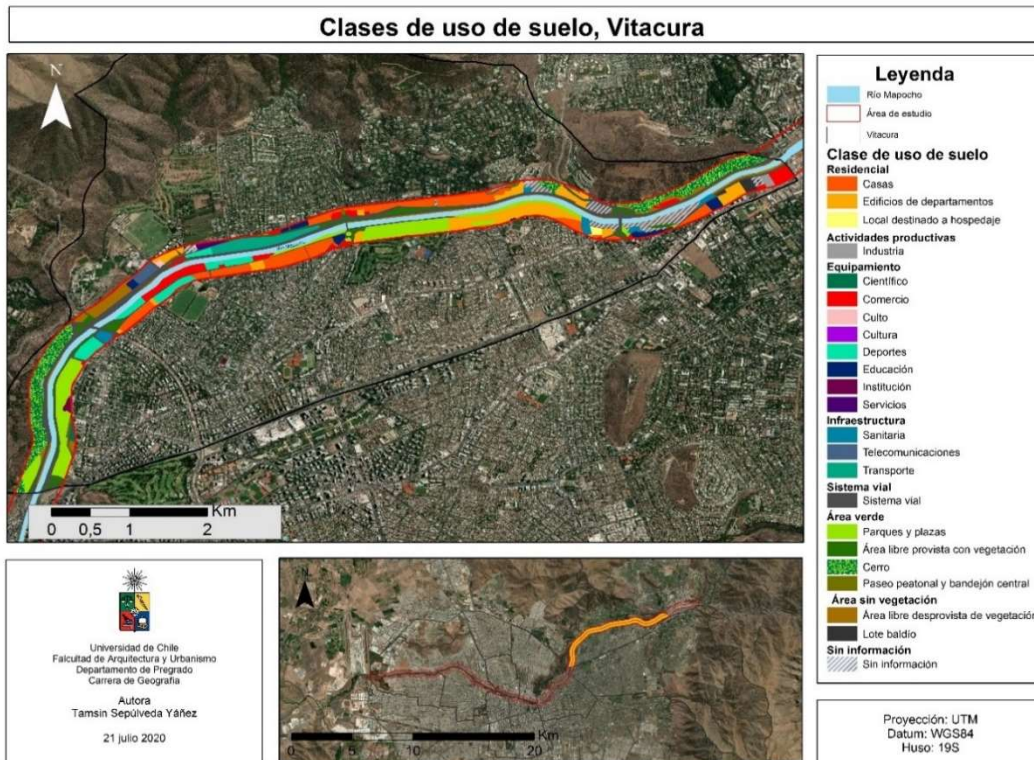 Clases de uso de suelo, Vitacura
N
Km
0 0,5 1 2
Leyenda
Río Mapocho
Área de estudio
Vitacura
Clase de uso de suelo
Residencial
Casas
Edificios de departamentos
Local destinado a hospedaje
Actividades productivas
Industria
Equipamiento
Científico
Comercio
Culto
Cultura
Deportes
Educación
Institución
Servicios
Infraestructura
Sanitaria
Telecomunicaciones
Transporte
Sistema vial
Sistema vial
Área verde
Parques y plazas
Área libre provista con vegetación
Cerro
Paseo peatonal y bandejón central
Área sin vegetación
Área libre desprovista de vegetación
Lote baldío
Sin información
Sin información
Universidad de Chile
Falcultad de Arquitectura y Urbanismo
Departamento de Pregrado
Carrera de Geografía
Autora
Tamsin Sepúlveda Yáñez
21 julio 2020
Km
0 10 20
Proyección: UTM
Datum: WGS84
Huso: 19S